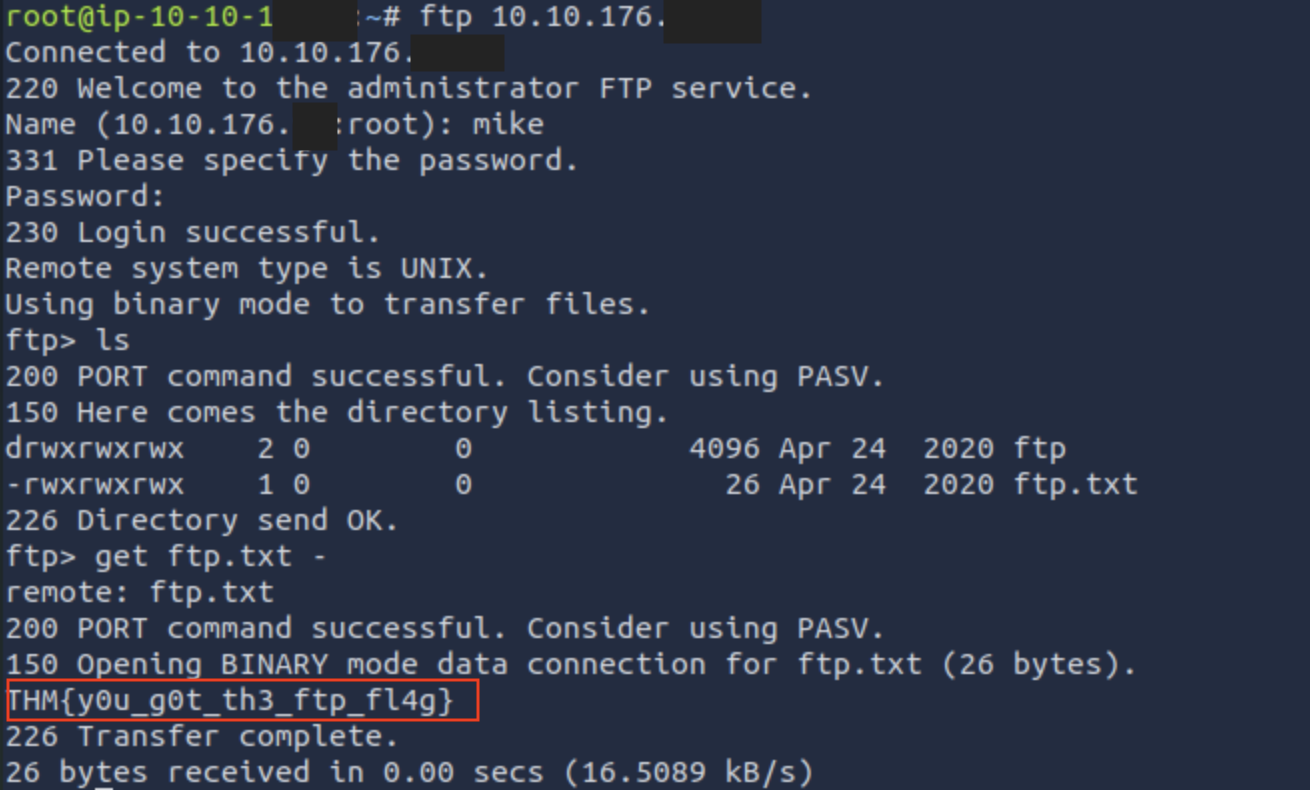 root@ip-10-10-1 :~# ftp 10.10.176.
Connected to 10.10.176.
220 Welcome to the administrator FTP service.
Name (10.10.176. :root): mike
331 Please specify the password.
Password:
230 Login successful.
Remote system type is UNIX.
Using binary mode to transfer files.
ftp> ls
200 PORT command successful. Consider using PASV.
150 Here comes the directory listing.
drwxrwxrwx    2 0        0            4096 Apr 24  2020 ftp
-rwxrwxrwx    1 0        0              26 Apr 24  2020 ftp.txt
226 Directory send OK.
ftp> get ftp.txt -
remote: ftp.txt
200 PORT command successful. Consider using PASV.
150 Opening BINARY mode data connection for ftp.txt (26 bytes).
THM{y0u_g0t_th3_ftp_fl4g}
226 Transfer complete.
26 bytes received in 0.00 secs (16.5089 kB/s)